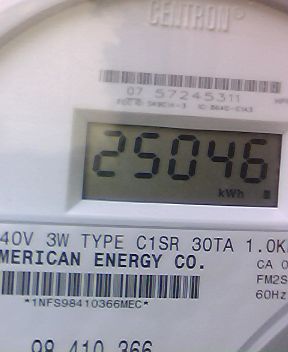 CENTRON®
07 57245311
25046
kWh
40V 3W TYPE C1SR 30TA 1.0K
MERICAN ENERGY CO.
CA 0
FM2S
60Hz
*1NFS98410366MEC*
98 410 366